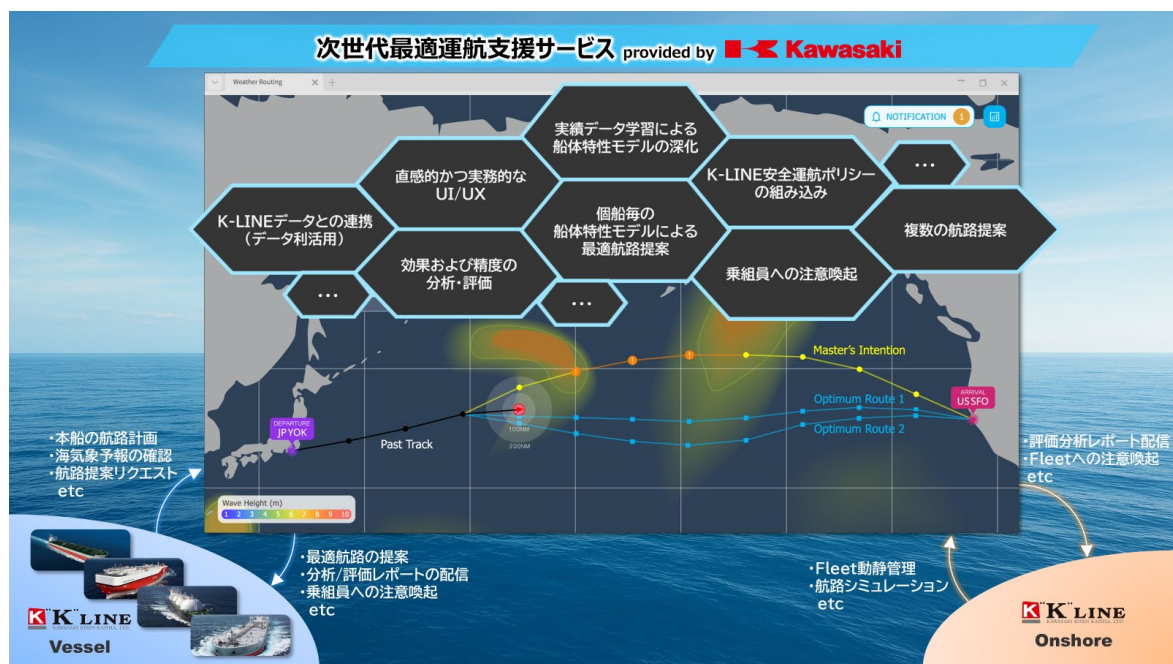 次世代最適運航支援サービス provided by Kawasaki
Weather Routing
NOTIFICATION 1
実績データ学習による
船体特性モデルの深化
直感的かつ実務的な
UI/UX
K-LINE安全運航ポリシー
の組み込み
...
K-LINEデータとの連携
（データ利活用）
個船毎の
船体特性モデルによる
最適航路提案
複数の航路提案
効果および精度の
分析・評価
乗組員への注意喚起
...
...
Master's Intention
ARRIVAL
US SFO
Optimum Route 1
Optimum Route 2
DEPARTURE
JP YOK
Past Track
100NM
200NM
Wave Height (m)
1 2 3 4 5 6 7 8 9 10
・本船の航路計画
・海気象予報の確認
・航路提案リクエスト
etc
・評価分析レポート配信
・Fleetへの注意喚起
etc
・最適航路の提案
・分析/評価レポートの配信
・乗組員への注意喚起
etc
・Fleet動静管理
・航路シミュレーション
etc
K "K" LINE
KAWASAKI KISEN KAISHA, LTD.
Vessel
K "K" LINE
KAWASAKI KISEN KAISHA, LTD.
Onshore